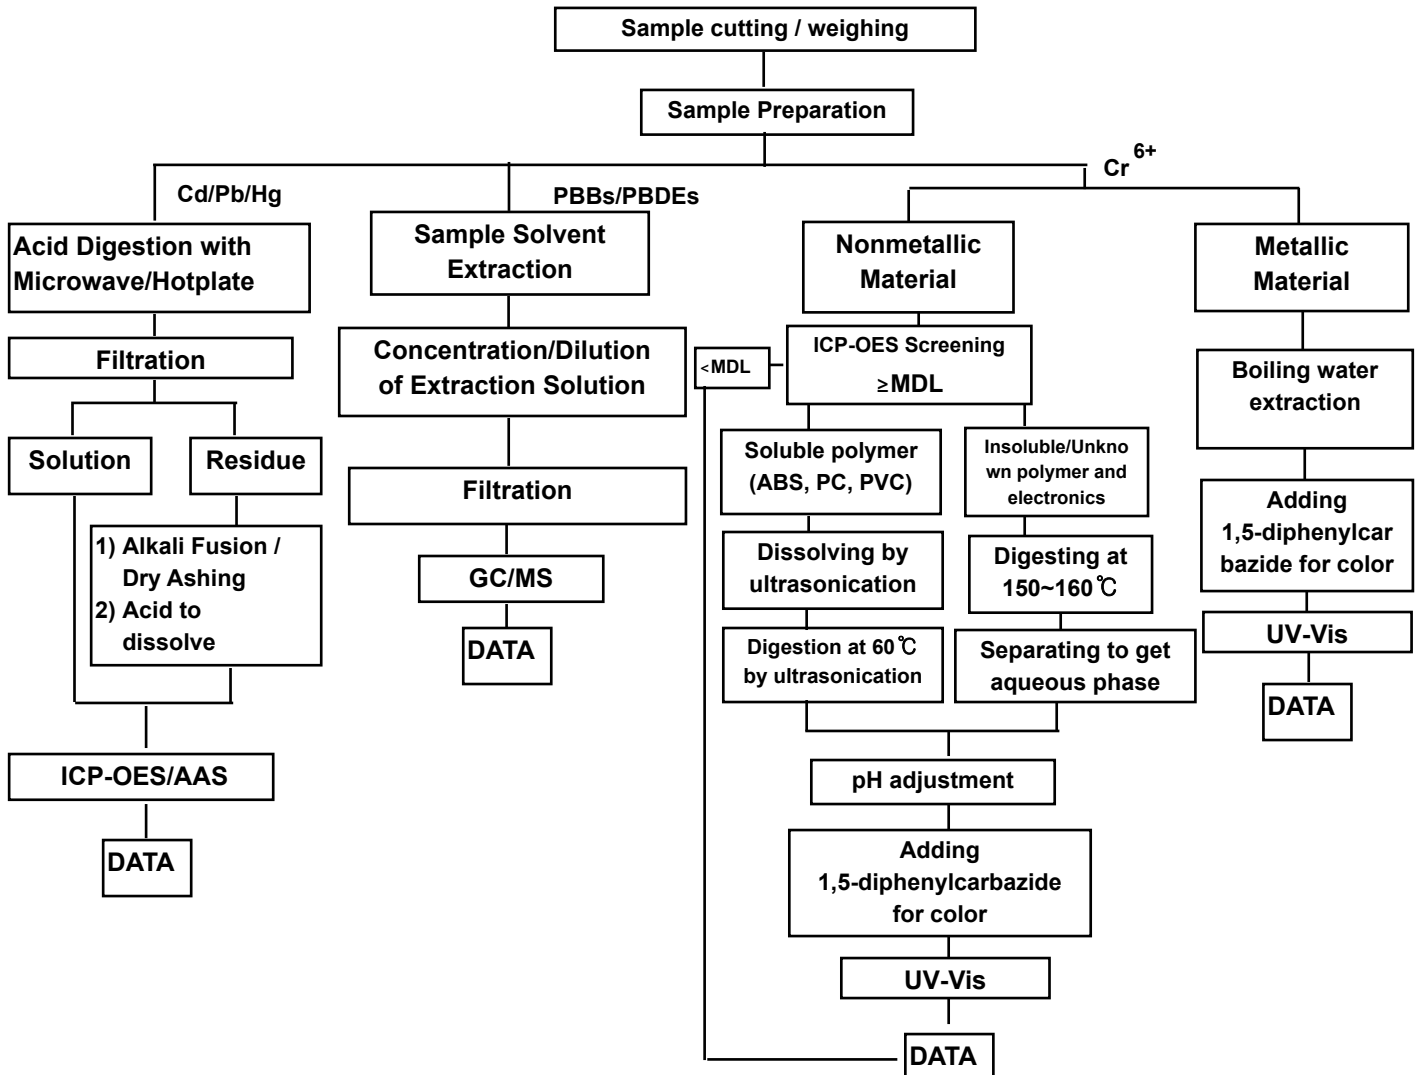 Sample cutting / weighing
Sample Preparation
Cd/Pb/Hg
Acid Digestion with
Microwave/Hotplate
Filtration
Solution
Residue
1) Alkali Fusion /
Dry Ashing
2) Acid to
dissolve
ICP-OES/AAS
DATA
PBBs/PBDEs
Sample Solvent
Extraction
Concentration/Dilution
of Extraction Solution
Filtration
GC/MS
DATA
Cr 6+
Nonmetallic
Material
ICP-OES Screening
≥MDL
<MDL
Soluble polymer
(ABS, PC, PVC)
Dissolving by
ultrasonication
Digestion at 60℃
by ultrasonication
Insoluble/Unkno
wn polymer and
electronics
Digesting at
150~160℃
Separating to get
aqueous phase
pH adjustment
Adding
1,5-diphenylcarbazide
for color
UV-Vis
DATA
Metallic
Material
Boiling water
extraction
Adding
1,5-diphenylcar
bazide for color
UV-Vis
DATA